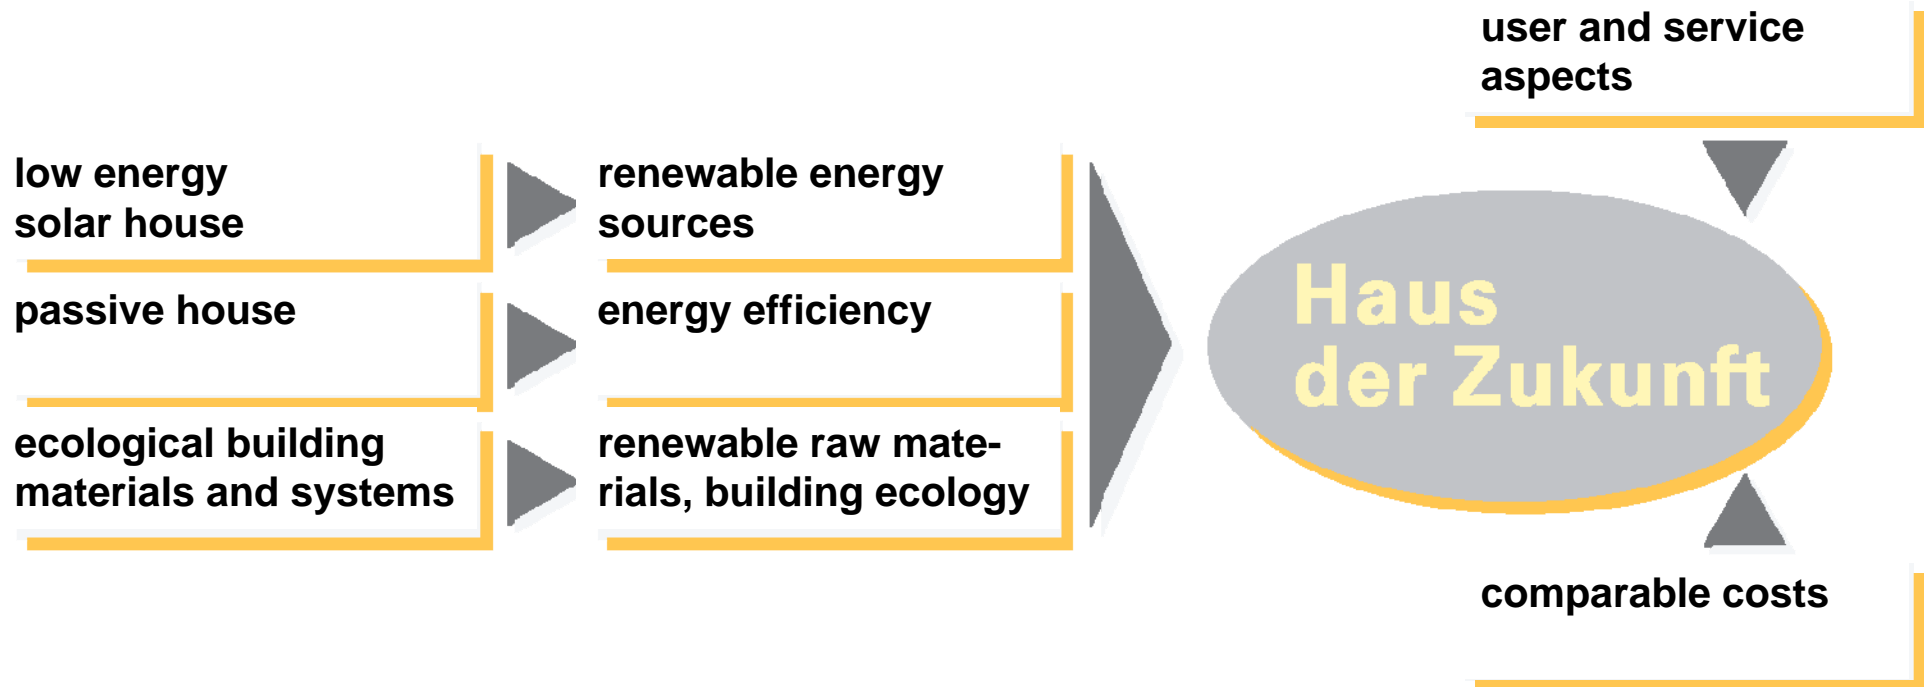 user and service
aspects
low energy
solar house
renewable energy
sources
passive house
energy efficiency
Haus
der Zukunft
ecological building
materials and systems
renewable raw mate-
rials, building ecology
comparable costs